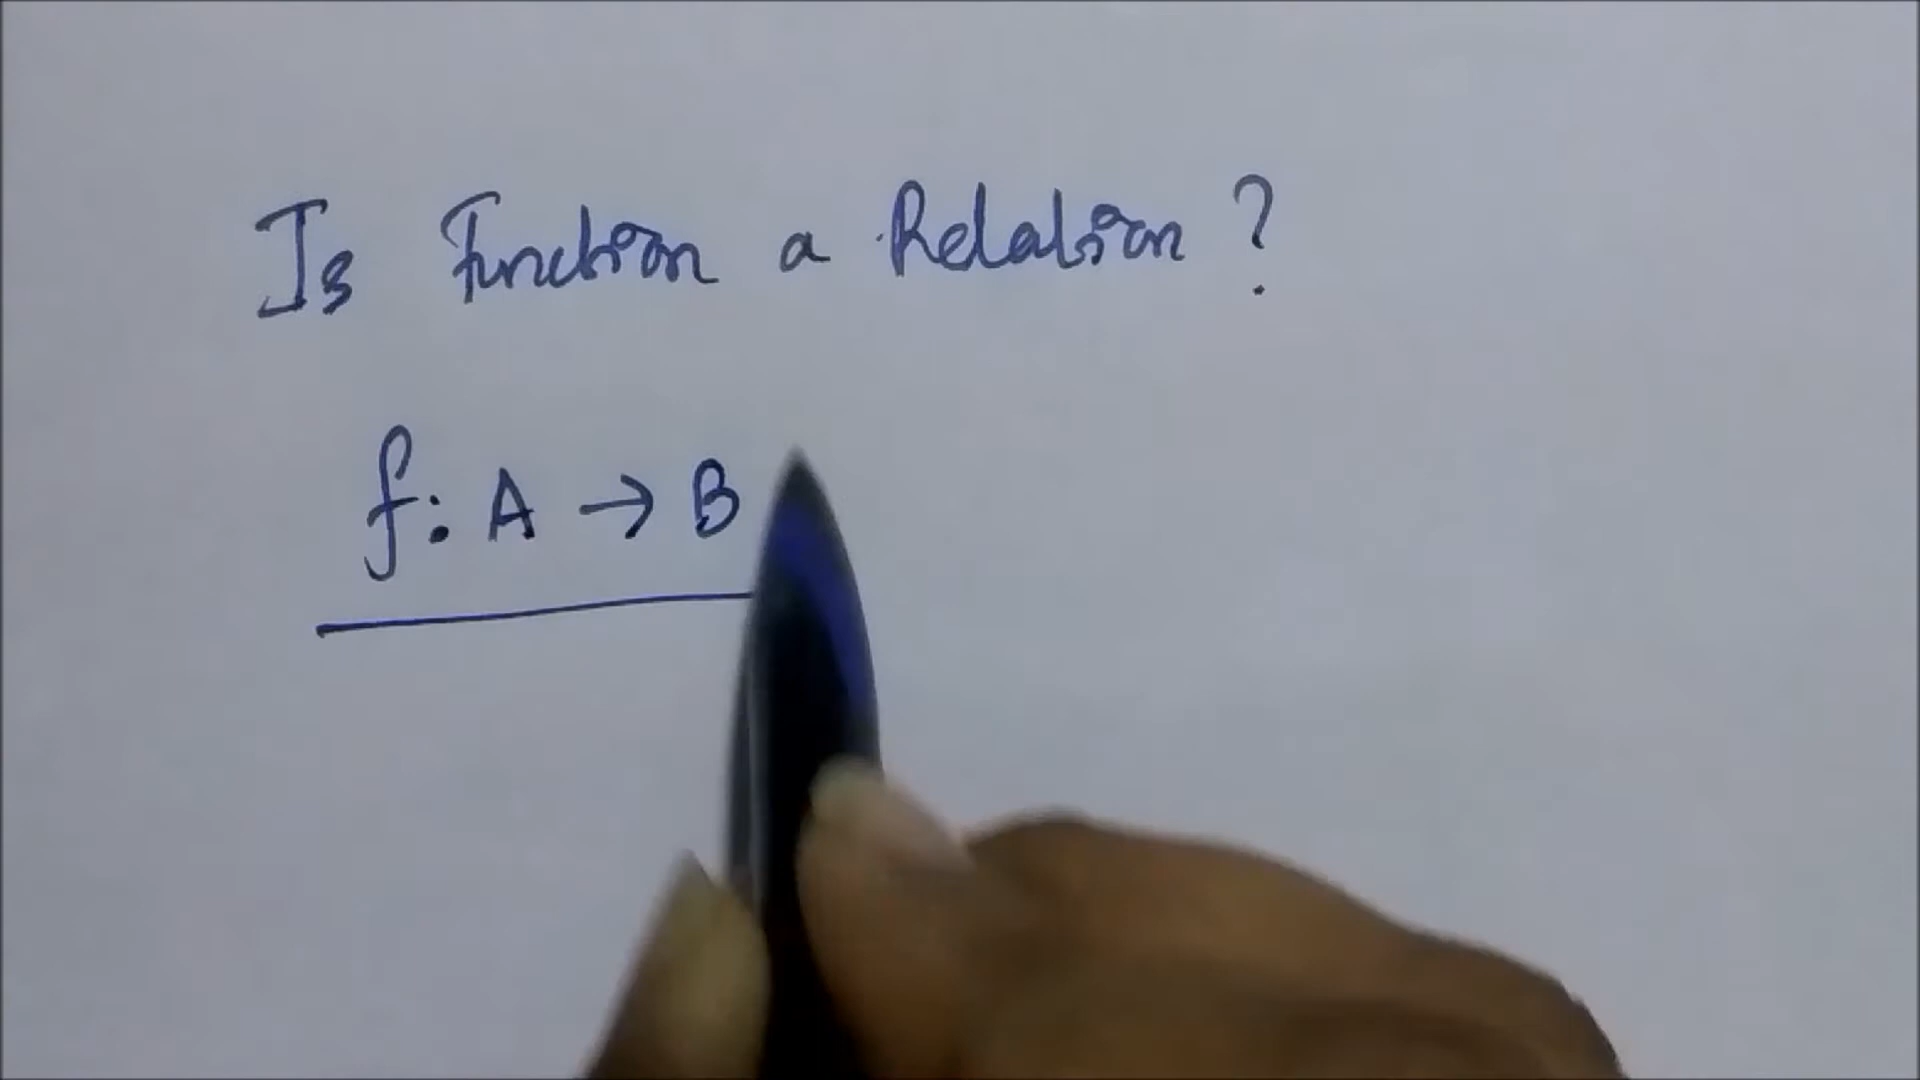 Is Function a Relation ?
f : A → B